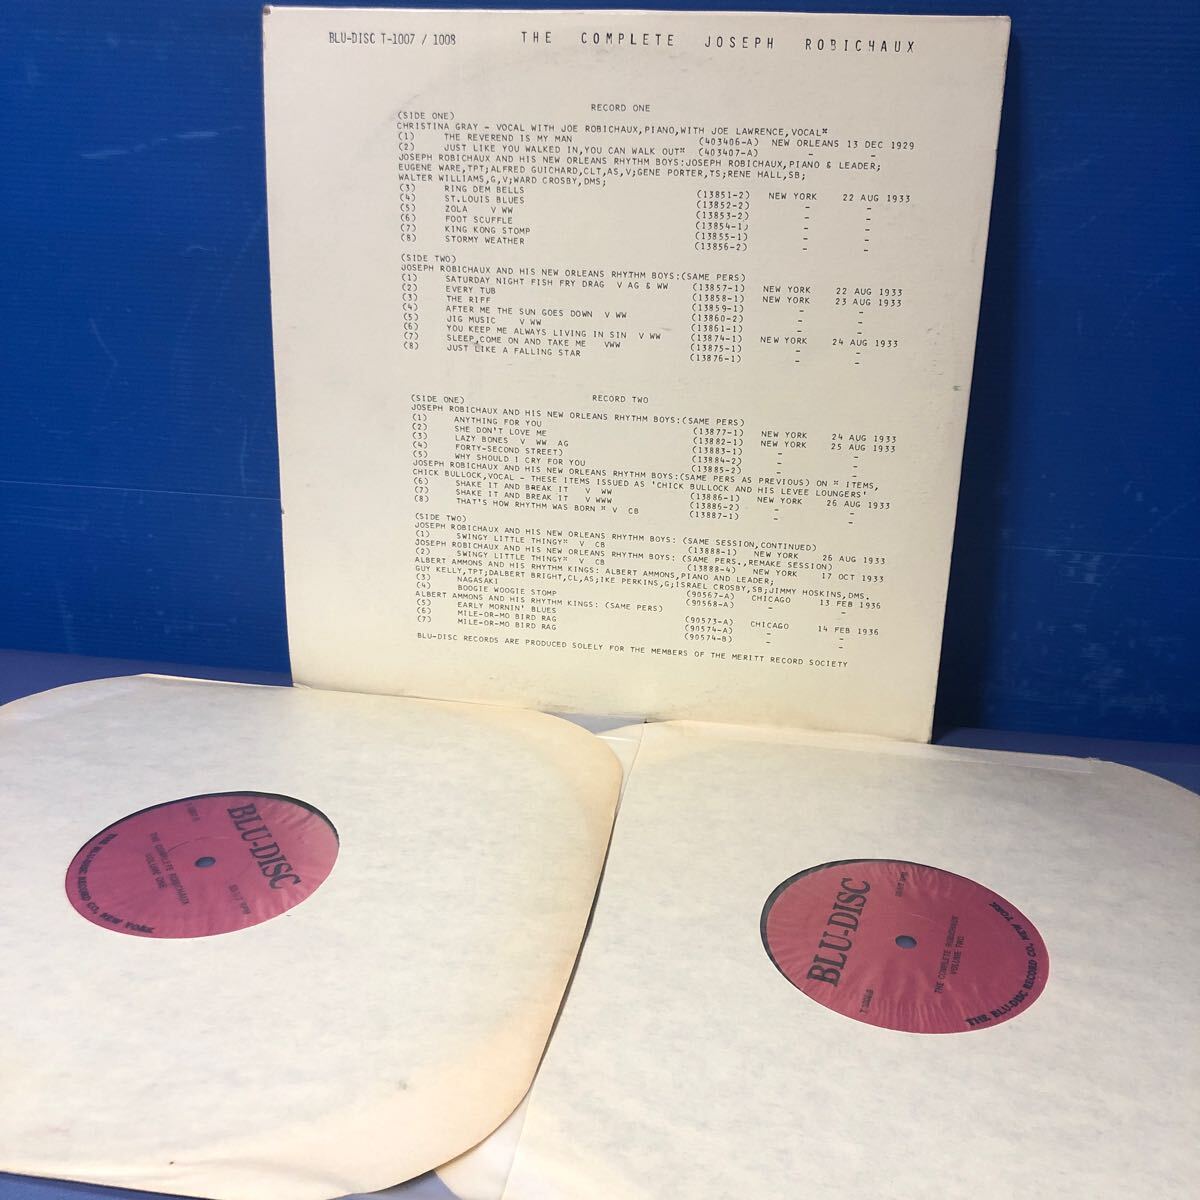 BLU-DISC T-1007 / 1008 THE COMPLETE JOSEPH ROBICHAUX
RECORD ONE
(SIDE ONE)
CHRISTINA GRAY - VOCAL WITH JOE ROBICHAUX,PIANO,WITH JOE LAWRENCE,VOCAL*
(1) THE REVEREND IS MY MAN (403406-A) NEW ORLEANS 13 DEC 1929
(2) JUST LIKE YOU WALKED IN,YOU CAN WALK OUT* (403407-A) - -
JOSEPH ROBICHAUX AND HIS NEW ORLEANS RHYTHM BOYS:JOSEPH ROBICHAUX,PIANO & LEADER;
EUGENE WARE,TPT;ALFRED GUICHARD,CLT,AS,V;GENE PORTER,TS;RENE HALL,SB;
WALTER WILLIAMS,G,V;WARD CROSBY,DMS;
(3) RING DEM BELLS (13851-2) NEW YORK 22 AUG 1933
(4) ST.LOUIS BLUES (13852-2) - -
(5) ZOLA V WW (13853-2) - -
(6) FOOT SCUFFLE (13854-1) - -
(7) KING KONG STOMP (13855-1) - -
(8) STORMY WEATHER (13856-2) - -
(SIDE TWO)
JOSEPH ROBICHAUX AND HIS NEW ORLEANS RHYTHM BOYS:(SAME PERS)
(1) SATURDAY NIGHT FISH FRY DRAG V AG & WW (13857-1) NEW YORK 22 AUG 1933
(2) EVERY TUB (13858-1) NEW YORK 23 AUG 1933
(3) THE RIFF (13859-1) - -
(4) AFTER ME THE SUN GOES DOWN V WW (13860-2) - -
(5) JIG MUSIC V WW (13861-1) - -
(6) YOU KEEP ME ALWAYS LIVING IN SIN V WW (13874-1) NEW YORK 24 AUG 1933
(7) SLEEP,COME ON AND TAKE ME VWW (13875-1) - -
(8) JUST LIKE A FALLING STAR (13876-1) - -
RECORD TWO
(SIDE ONE)
JOSEPH ROBICHAUX AND HIS NEW ORLEANS RHYTHM BOYS:(SAME PERS)
(1) ANYTHING FOR YOU (13877-1) NEW YORK 24 AUG 1933
(2) SHE DON'T LOVE ME (13882-1) NEW YORK 25 AUG 1933
(3) LAZY BONES V WW AG (13883-1) - -
(4) FORTY-SECOND STREET) (13884-2) - -
(5) WHY SHOULD I CRY FOR YOU (13885-2) - -
JOSEPH ROBICHAUX AND HIS NEW ORLEANS RHYTHM BOYS:(SAME PERS AS PREVIOUS) ON * ITEMS,
CHICK BULLOCK,VOCAL - THESE ITEMS ISSUED AS 'CHICK BULLOCK AND HIS LEVEE LOUNGERS'
(6) SHAKE IT AND BREAK IT V WW (13886-1) NEW YORK 26 AUG 1933
(7) SHAKE IT AND BREAK IT V WWW (13886-2) - -
(8) THAT'S HOW RHYTHM WAS BORN * V CB (13887-1) - -
(SIDE TWO)
JOSEPH ROBICHAUX AND HIS NEW ORLEANS RHYTHM BOYS: (SAME SESSION,CONTINUED)
(1) SWINGY LITTLE THINGY* V CB (13888-1) NEW YORK 26 AUG 1933
JOSEPH ROBICHAUX AND HIS NEW ORLEANS RHYTHM BOYS: (SAME PERS.,REMAKE SESSION)
(2) SWINGY LITTLE THINGY* V CB (13888-4) NEW YORK 17 OCT 1933
ALBERT AMMONS AND HIS RHYTHM KINGS: ALBERT AMMONS,PIANO AND LEADER;
GUY KELLY,TPT;DALBERT BRIGHT,CL,AS;IKE PERKINS,G;ISRAEL CROSBY,SB;JIMMY HOSKINS,DMS.
(3) NAGASAKI (90567-A) CHICAGO 13 FEB 1936
(4) BOOGIE WOOGIE STOMP (90568-A) - -
ALBERT AMMONS AND HIS RHYTHM KINGS: (SAME PERS)
(5) EARLY MORNIN' BLUES (90573-A) CHICAGO 14 FEB 1936
(6) MILE-OR-MO BIRD RAG (90574-A) - -
(7) MILE-OR-MO BIRD RAG (90574-B) - -
BLU-DISC RECORDS ARE PRODUCED SOLELY FOR THE MEMBERS OF THE MERITT RECORD SOCIETY
BLU-DISC
THE COMPLETE ROBICHAUX
VOLUME ONE
THE BLU-DISC RECORD CO., NEW YORK
BLU-DISC
THE COMPLETE ROBICHAUX
VOLUME TWO
THE BLU-DISC RECORD CO., NEW YORK